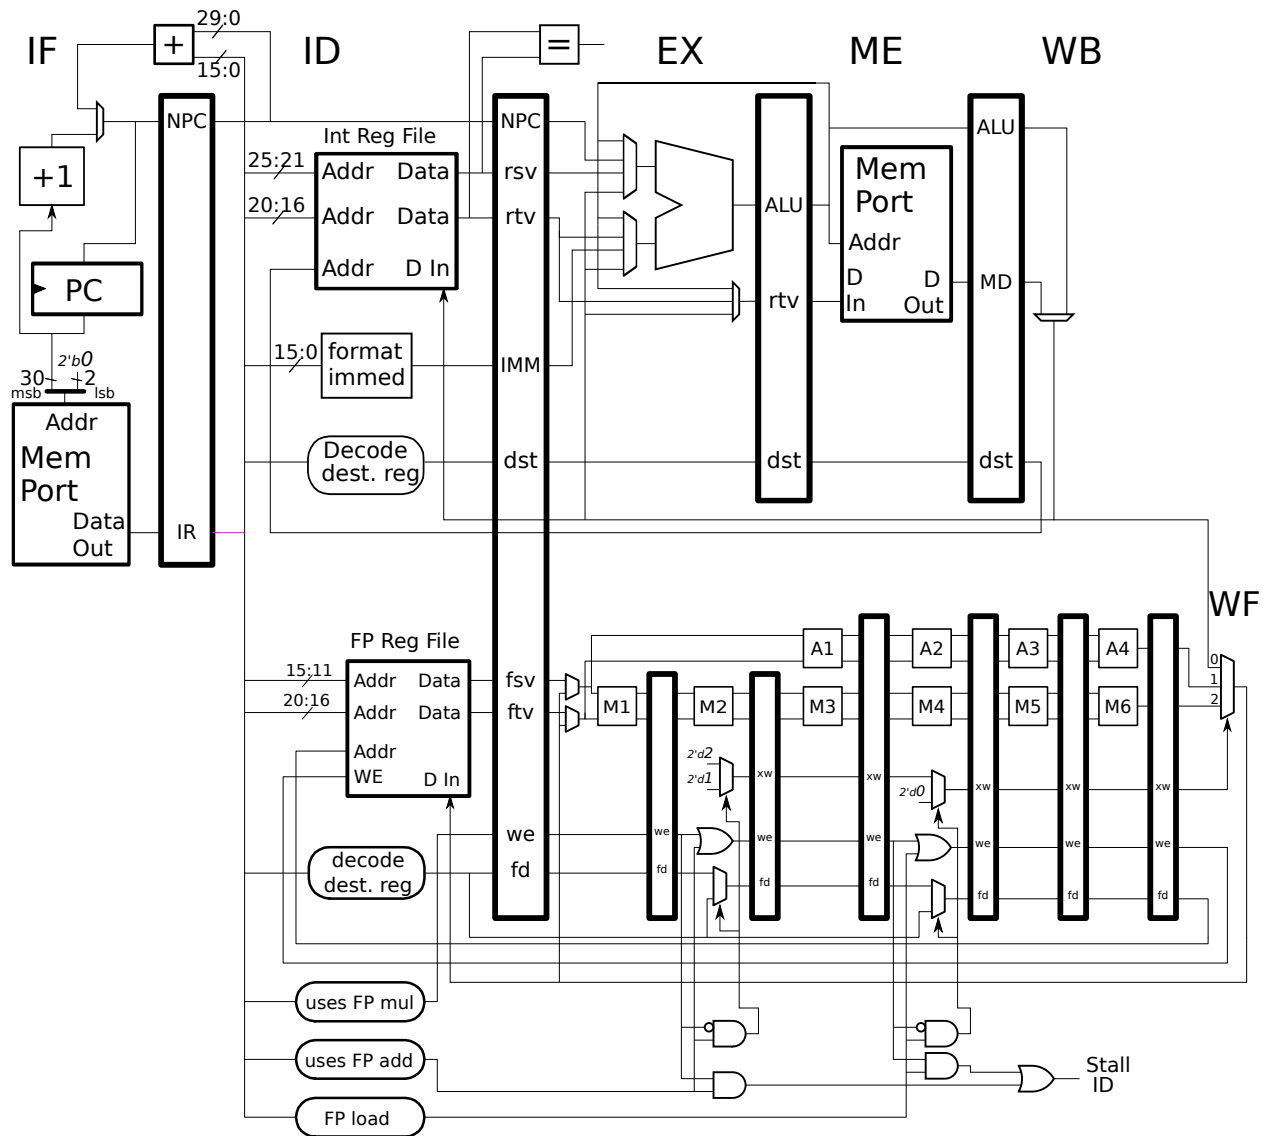 IF
ID
EX
ME
WB
29:0
15:0
+
=
NPC
Int Reg File
NPC
ALU
+1
25:21
Addr
Data
rsv
Mem
Port
20:16
Addr
Data
rtv
ALU
Addr
Addr
D In
PC
D
In
D
Out
MD
rtv
2'b0
30
2
msb
lsb
15:0
format
immed
IMM
Addr
Mem
Port
Data
Out
Decode
dest. reg
dst
dst
dst
IR
WF
FP Reg File
A1
A2
A3
A4
0
1
2
15:11
Addr
Data
fsv
20:16
Addr
Data
ftv
M1
M2
M3
M4
M5
M6
Addr
WE
D In
2'd2
2'd1
xw
2'd0
xw
xw
xw
we
we
we
we
we
we
we
decode
dest. reg
fd
fd
fd
fd
fd
fd
fd
uses FP mul
uses FP add
FP load
Stall
ID